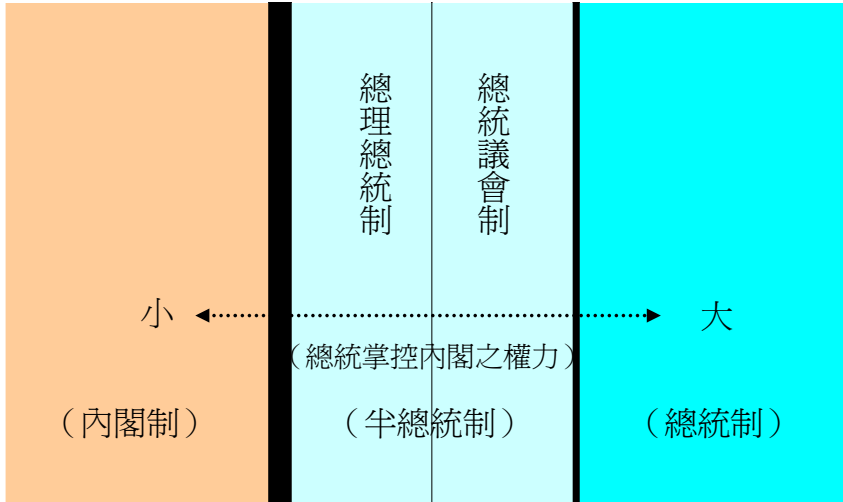 總理總統制
總統議會制
小
大
（總統掌控內閣之權力）
（內閣制）
（半總統制）
（總統制）